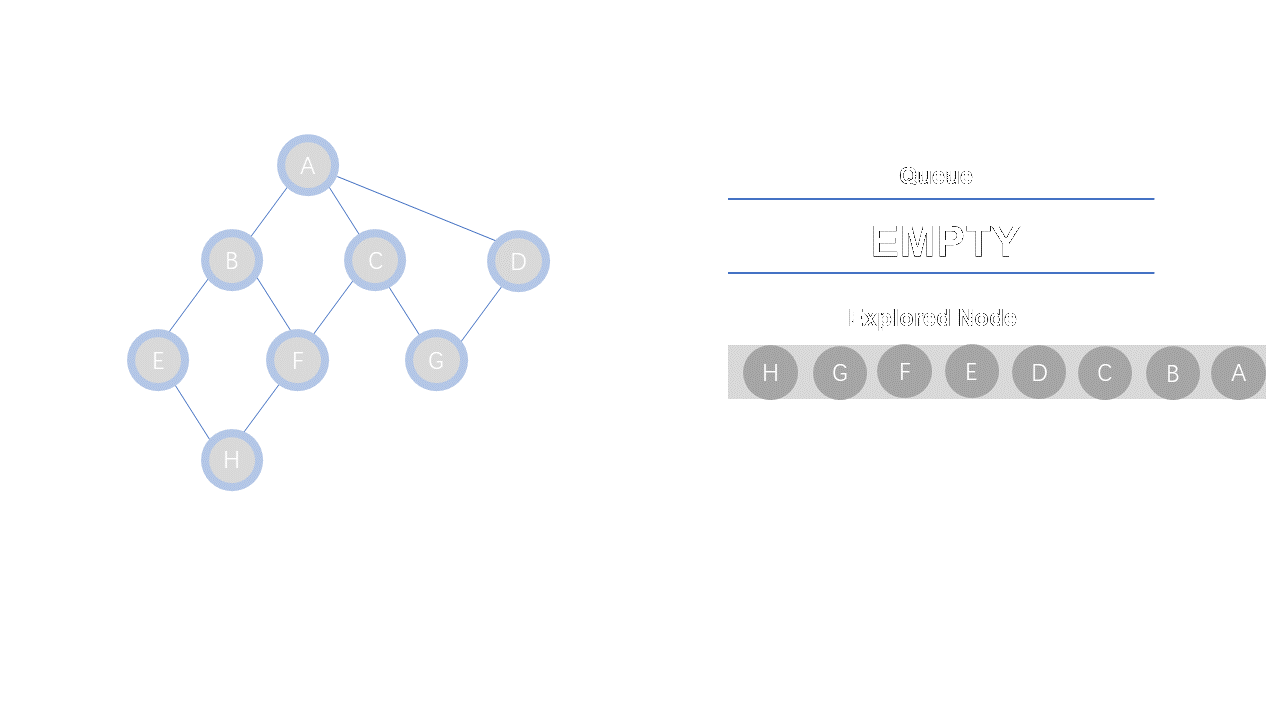 A
B C D
E F G
H
Queue
EMPTY
Explored Node
H G F E D C B A